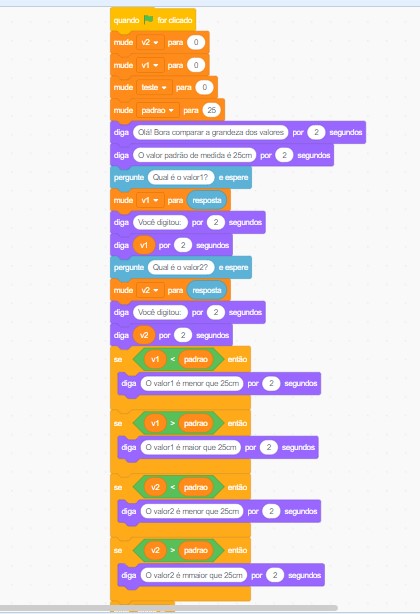 quando for clicado
mude v2 para 0
mude v1 para 0
mude teste para 0
mude padrao para 25
diga Olá! Bora comparar a grandeza dos valores por 2 segundos
diga O valor padrão de medida é 25cm por 2 segundos
pergunte Qual é o valor1? e espere
mude v1 para resposta
diga Você digitou: por 2 segundos
diga v1 por 2 segundos
pergunte Qual é o valor2? e espere
mude v2 para resposta
diga Você digitou: por 2 segundos
diga v2 por 2 segundos
se v1 < padrao então
diga O valor1 é menor que 25cm por 2 segundos
se v1 > padrao então
diga O valor1 é maior que 25cm por 2 segundos
se v2 < padrao então
diga O valor2 é menor que 25cm por 2 segundos
se v2 > padrao então
diga O valor2 é mmaior que 25cm por 2 segundos